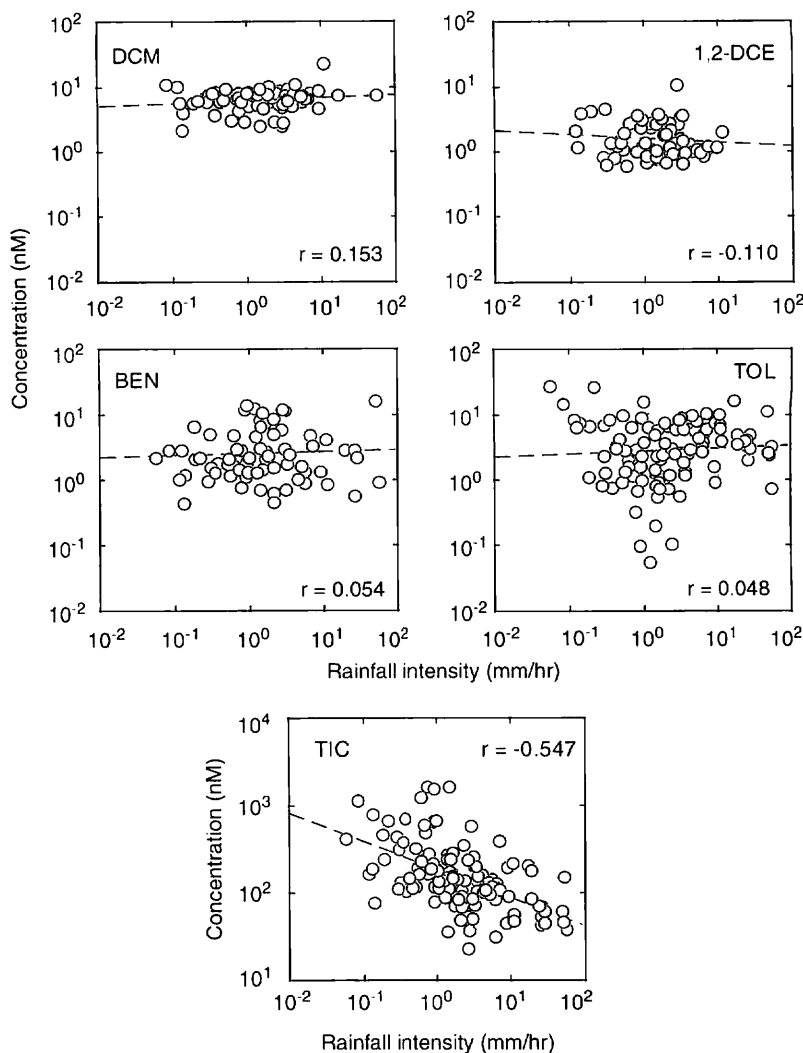 DCM
1,2-DCE
10²
10¹
10⁰
10⁻¹
10⁻²
r = 0.153
r = -0.110
10⁻² 10⁻¹ 10⁰ 10¹ 10²
10⁻² 10⁻¹ 10⁰ 10¹ 10²
Concentration (nM)
BEN
TOL
10²
10¹
10⁰
10⁻¹
10⁻²
r = 0.054
r = 0.048
10⁻² 10⁻¹ 10⁰ 10¹ 10²
10⁻² 10⁻¹ 10⁰ 10¹ 10²
Rainfall intensity (mm/hr)
TIC
r = -0.547
10⁴
10³
10²
10¹
Concentration (nM)
10⁻² 10⁻¹ 10⁰ 10¹ 10²
Rainfall intensity (mm/hr)